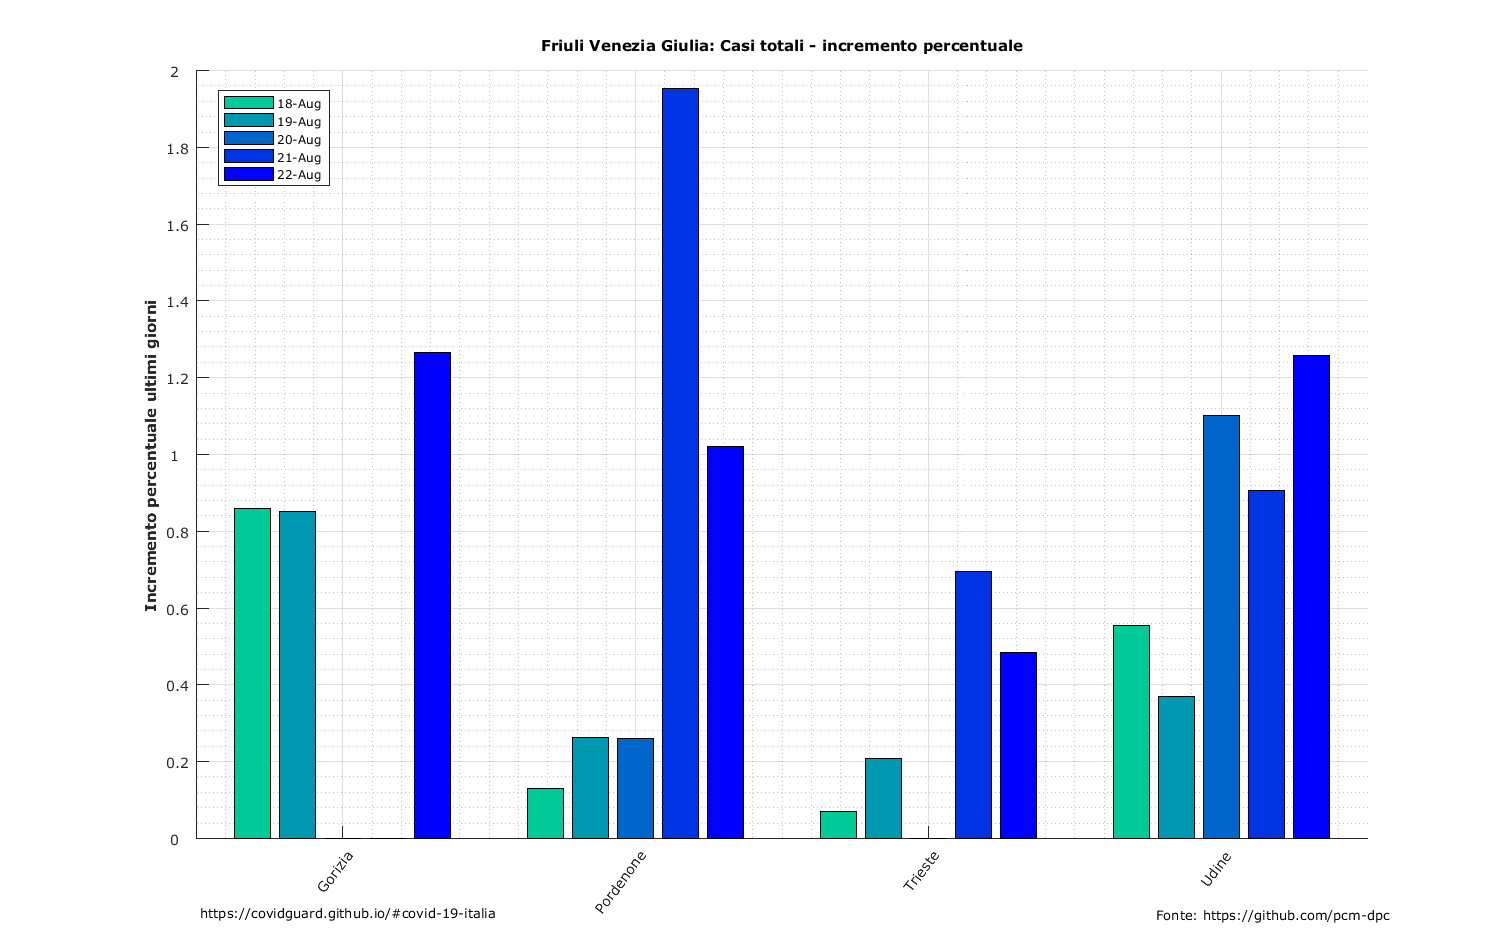 Friuli Venezia Giulia: Casi totali - incremento percentuale
2
1.8
1.6
1.4
1.2
1
0.8
0.6
0.4
0.2
0
Incremento percentuale ultimi giorni
18-Aug
19-Aug
20-Aug
21-Aug
22-Aug
Gorizia
Pordenone
Trieste
Udine
https://covidguard.github.io/#covid-19-italia
Fonte: https://github.com/pcm-dpc